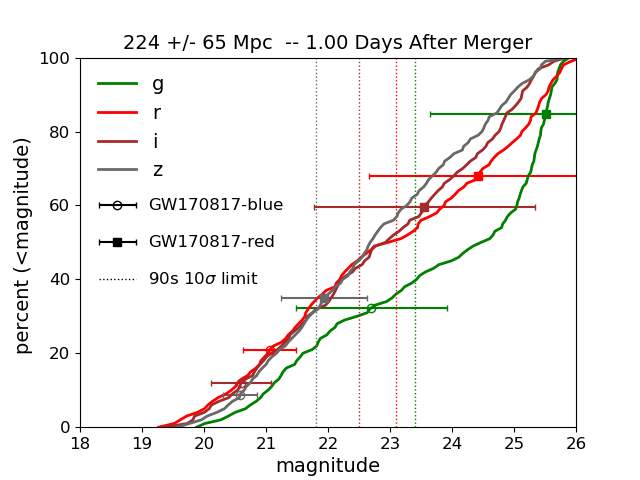 224 +/- 65 Mpc -- 1.00 Days After Merger
percent (<magnitude)
100
80
60
40
20
0
g
r
i
z
GW170817-blue
GW170817-red
90s 10σ limit
18 19 20 21 22 23 24 25 26
magnitude